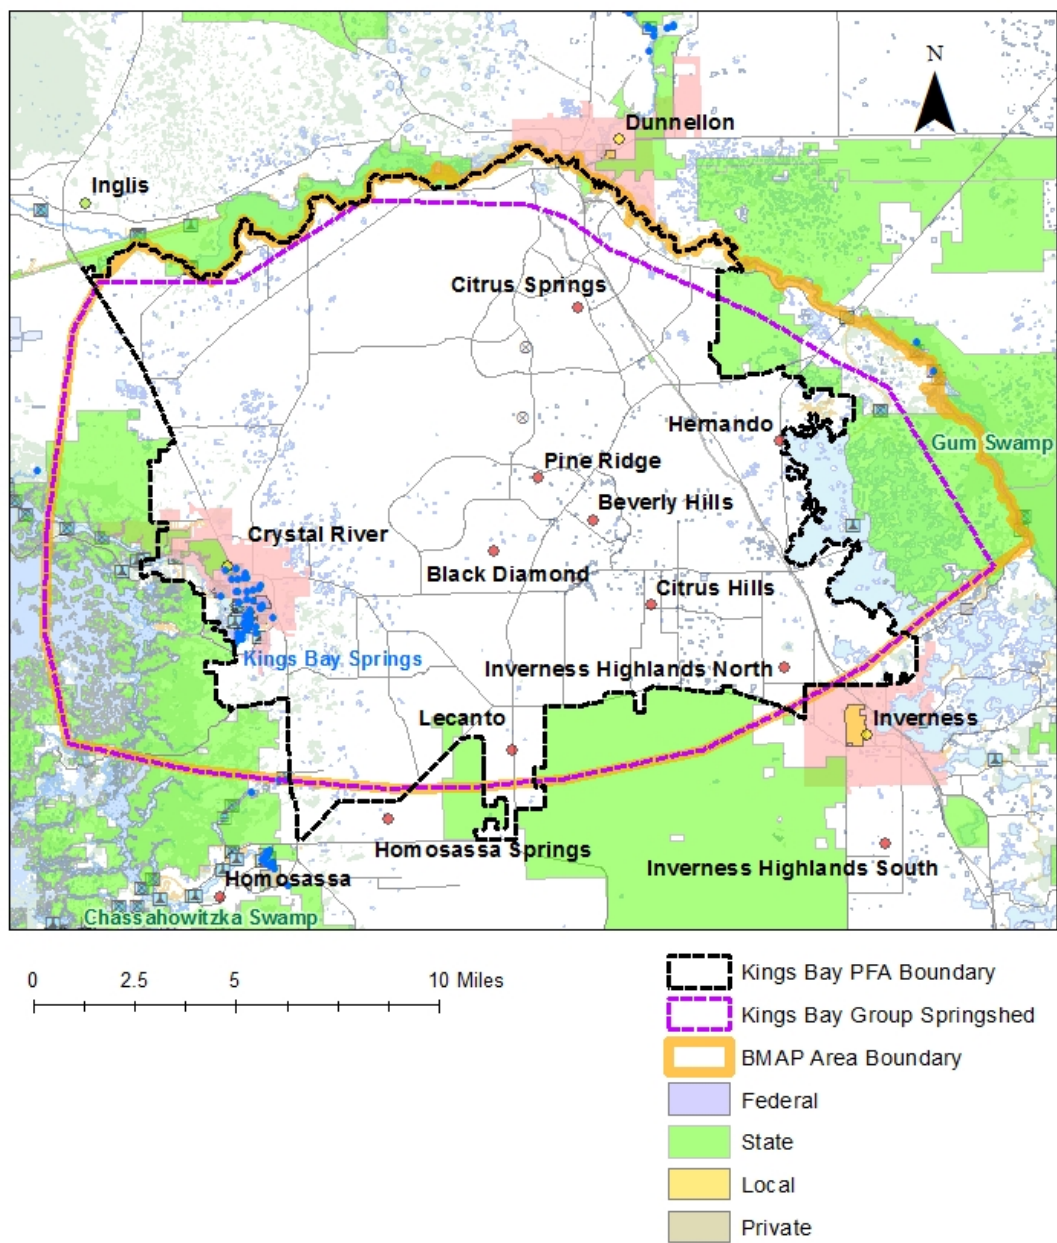 N
Dunnellon
Inglis
Citrus Springs
Hernando
Gum Swamp
Pine Ridge
Beverly Hills
Crystal River
Black Diamond
Citrus Hills
Kings Bay Springs
Inverness Highlands North
Lecanto
Inverness
Homosassa Springs
Inverness Highlands South
Homosassa
Chassahowitzka Swamp
0 2.5 5 10 Miles
Kings Bay PFA Boundary
Kings Bay Group Springshed
BMAP Area Boundary
Federal
State
Local
Private